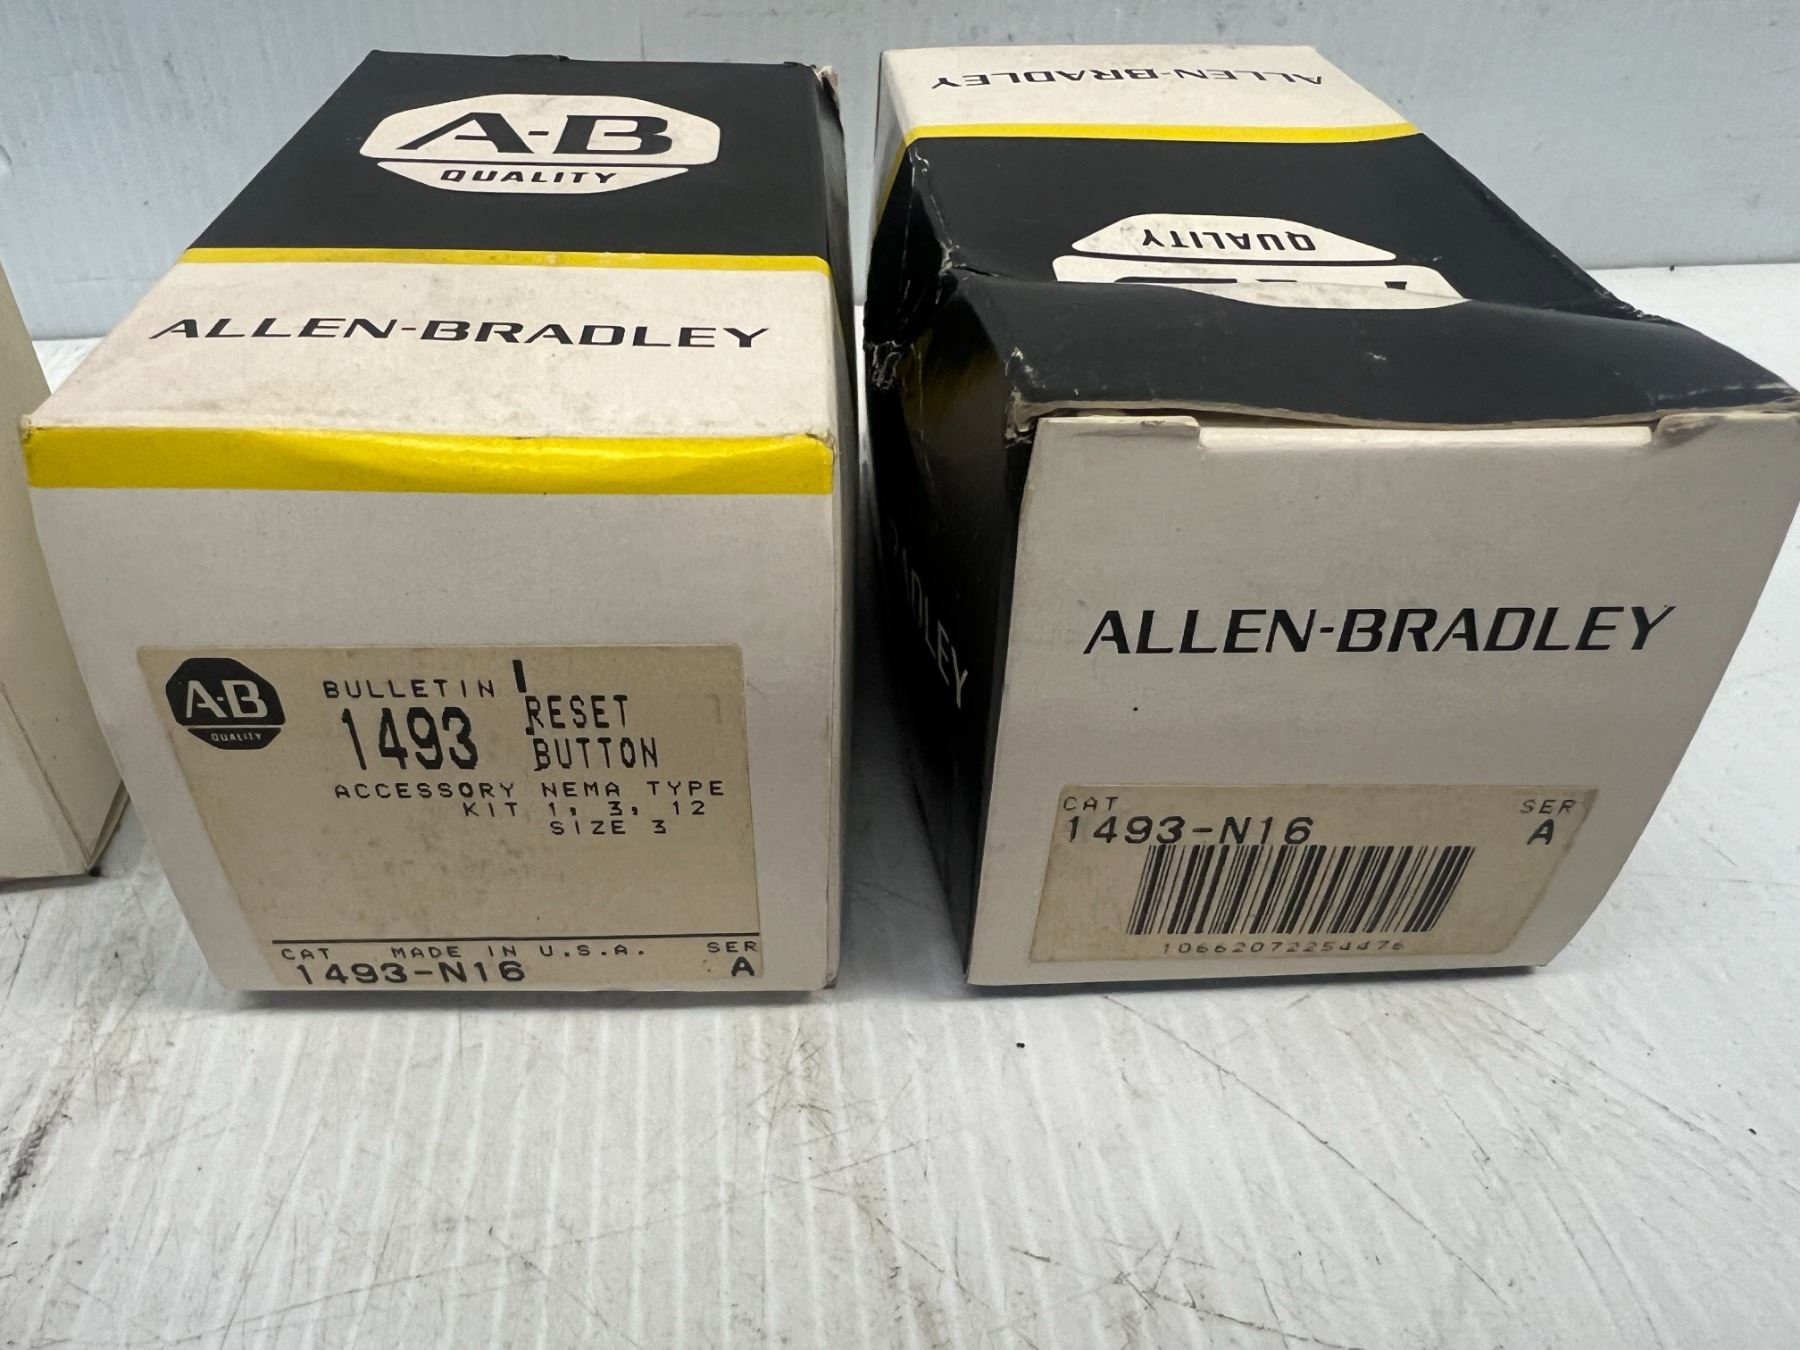 A-B
QUALITY
ALLEN-BRADLEY
A-B
QUALITY
BULLETIN
1493
RESET
BUTTON
ACCESSORY NEMA TYPE
KIT 1, 3, 12
SIZE 3
CAT MADE IN U.S.A. SER
1493-N16 A
ALLEN-BRADLEY
QUALITY
ALLEN-BRADLEY
CAT SER
1493-N16 A
10662072254476